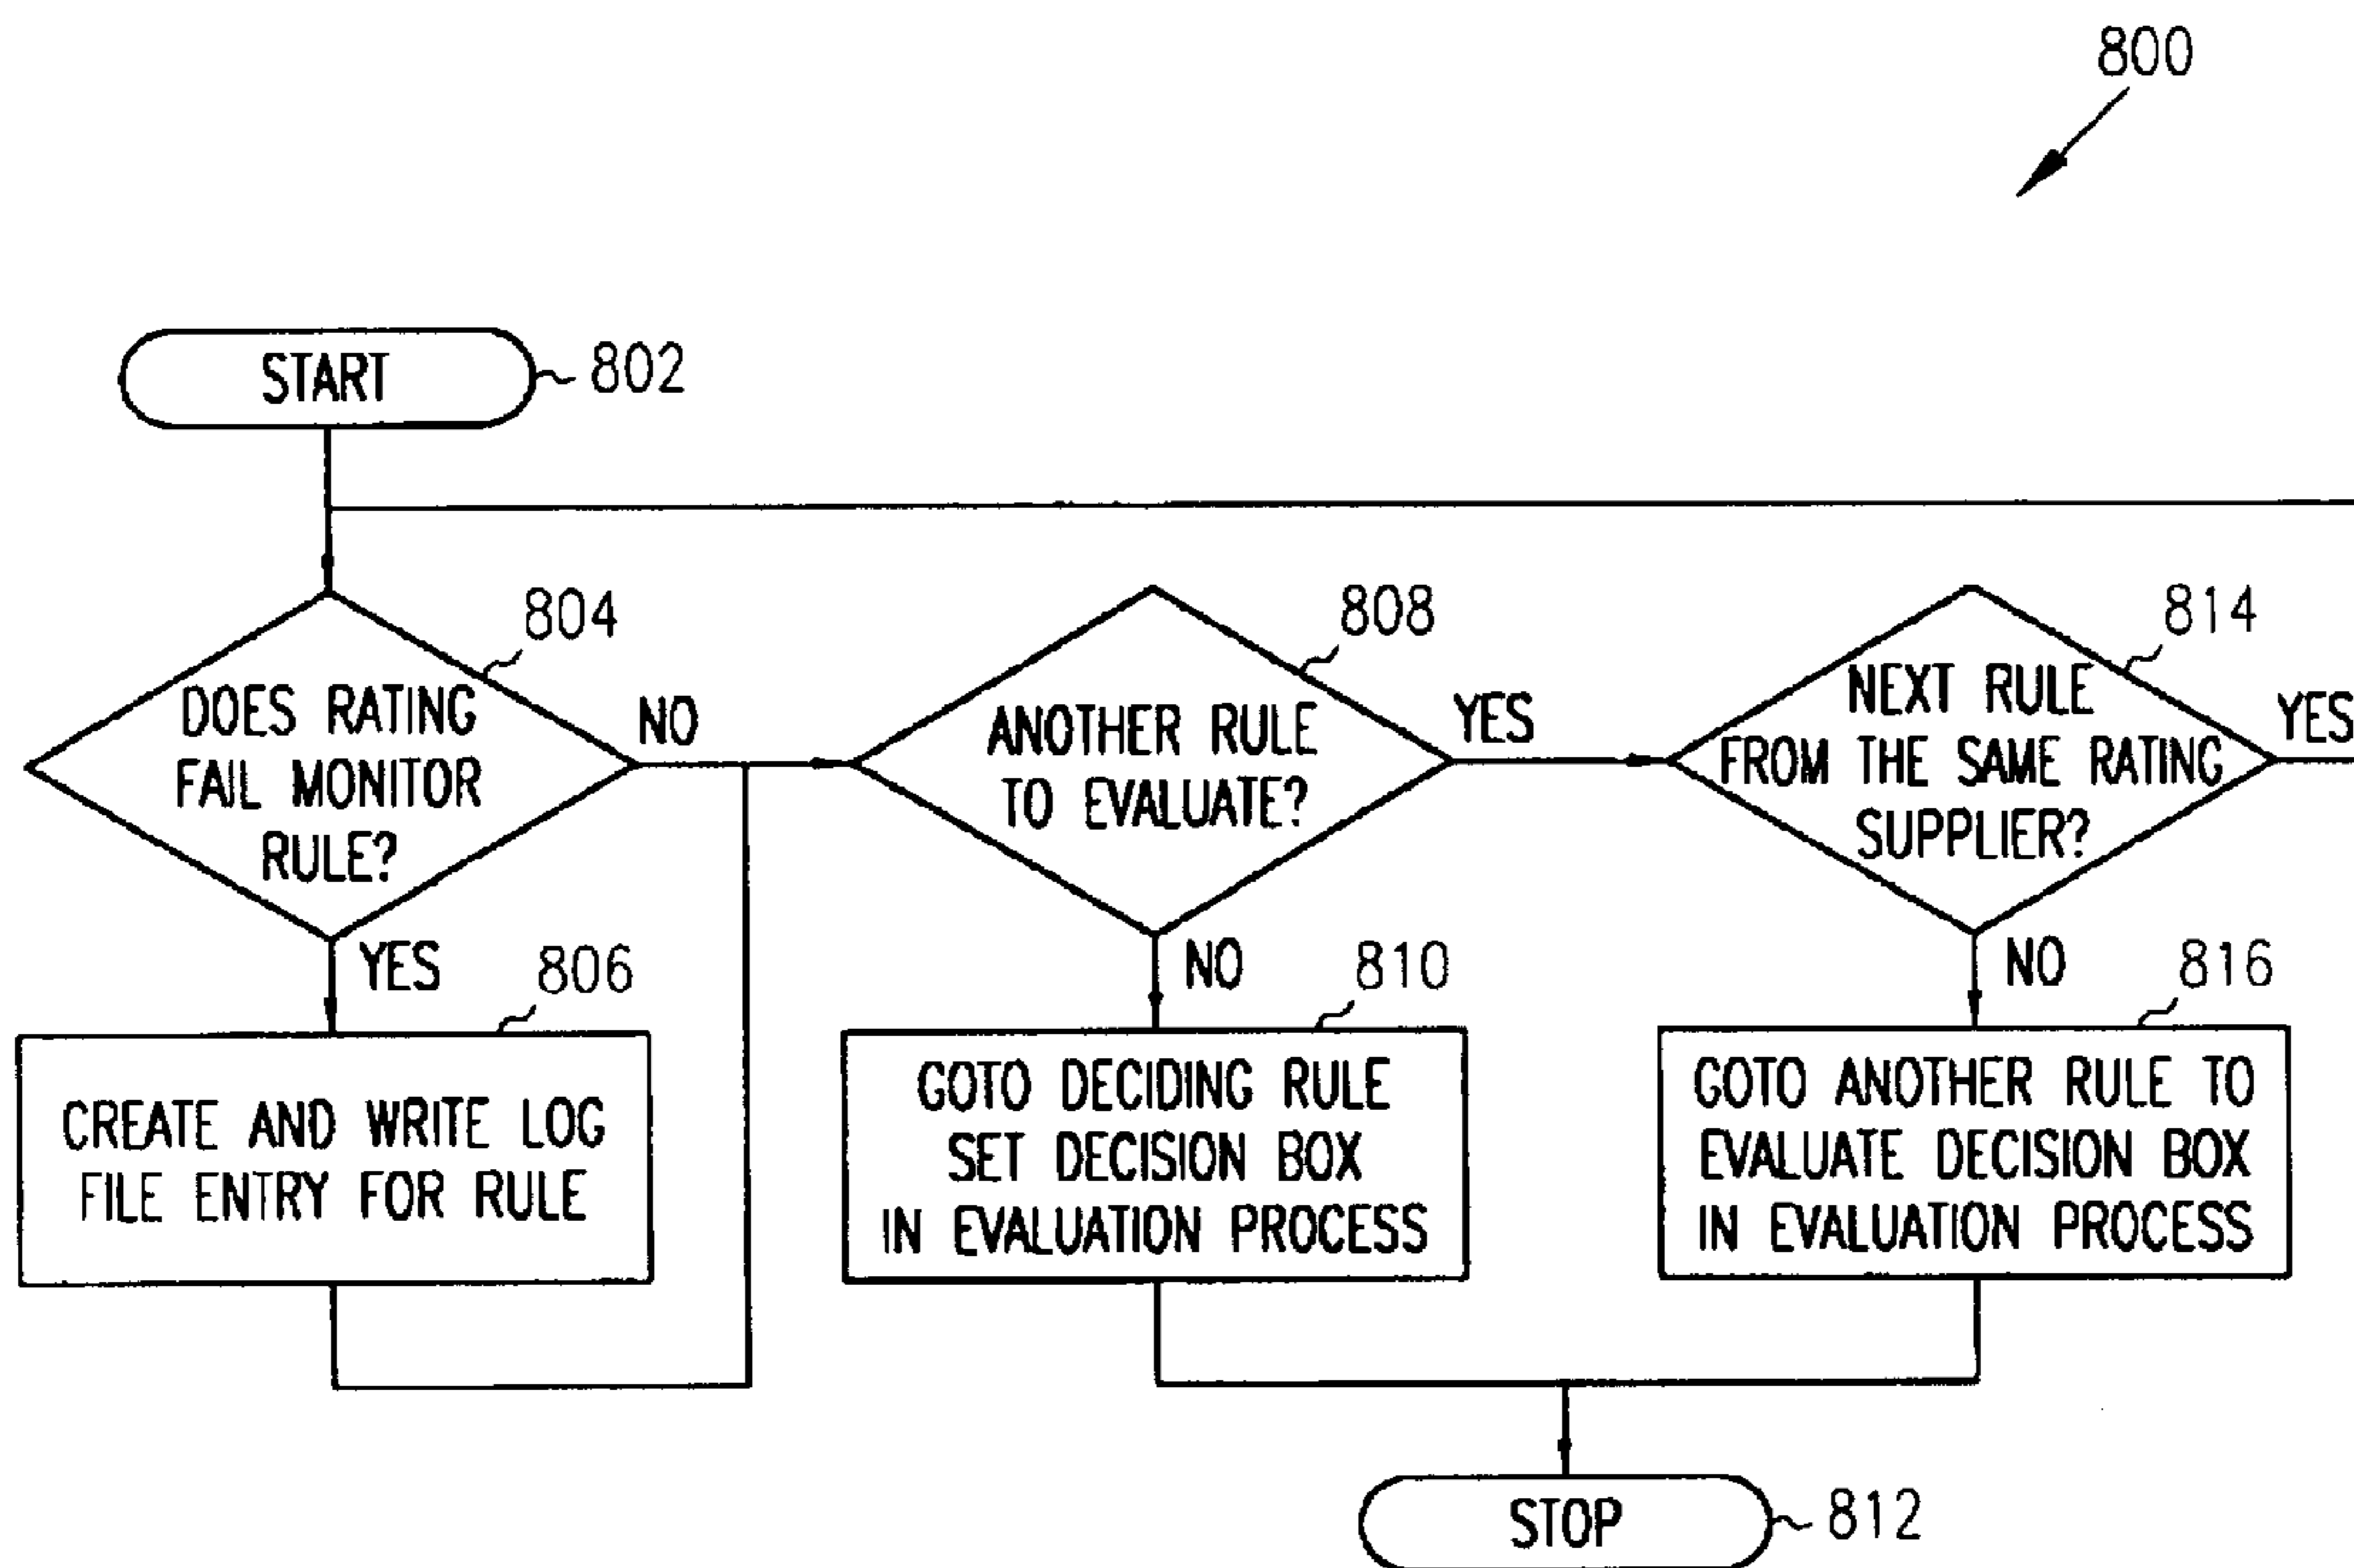 800
START
802
804
DOES RATING
FAIL MONITOR
RULE?
NO
YES
806
CREATE AND WRITE LOG
FILE ENTRY FOR RULE
808
ANOTHER RULE
TO EVALUATE?
YES
NO
810
GOTO DECIDING RULE
SET DECISION BOX
IN EVALUATION PROCESS
814
NEXT RULE
FROM THE SAME RATING
SUPPLIER?
YES
NO
816
GOTO ANOTHER RULE TO
EVALUATE DECISION BOX
IN EVALUATION PROCESS
STOP
812